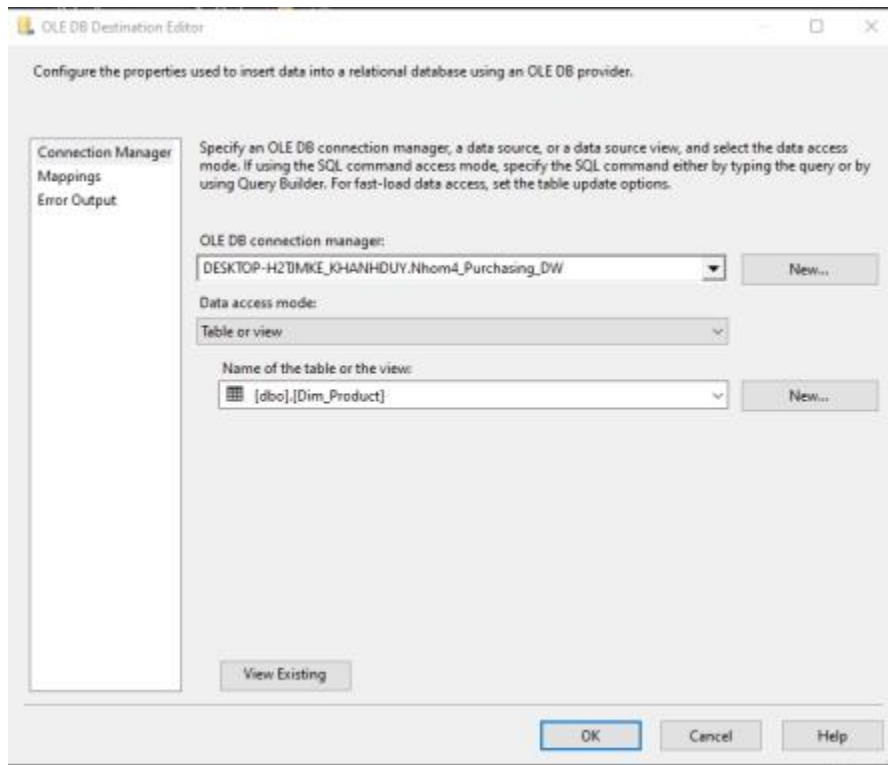 OLE DB Destination Editor
Configure the properties used to insert data into a relational database using an OLE DB provider.
Connection Manager
Mappings
Error Output
Specify an OLE DB connection manager, a data source, or a data source view, and select the data access
mode. If using the SQL command access mode, specify the SQL command either by typing the query or by
using Query Builder. For fast-load data access, set the table update options.
OLE DB connection manager:
New...
Data access mode:
Table or view
Name of the table or the view:
[dbo].[Dim_Product]
New...
View Existing
OK
Cancel
Help